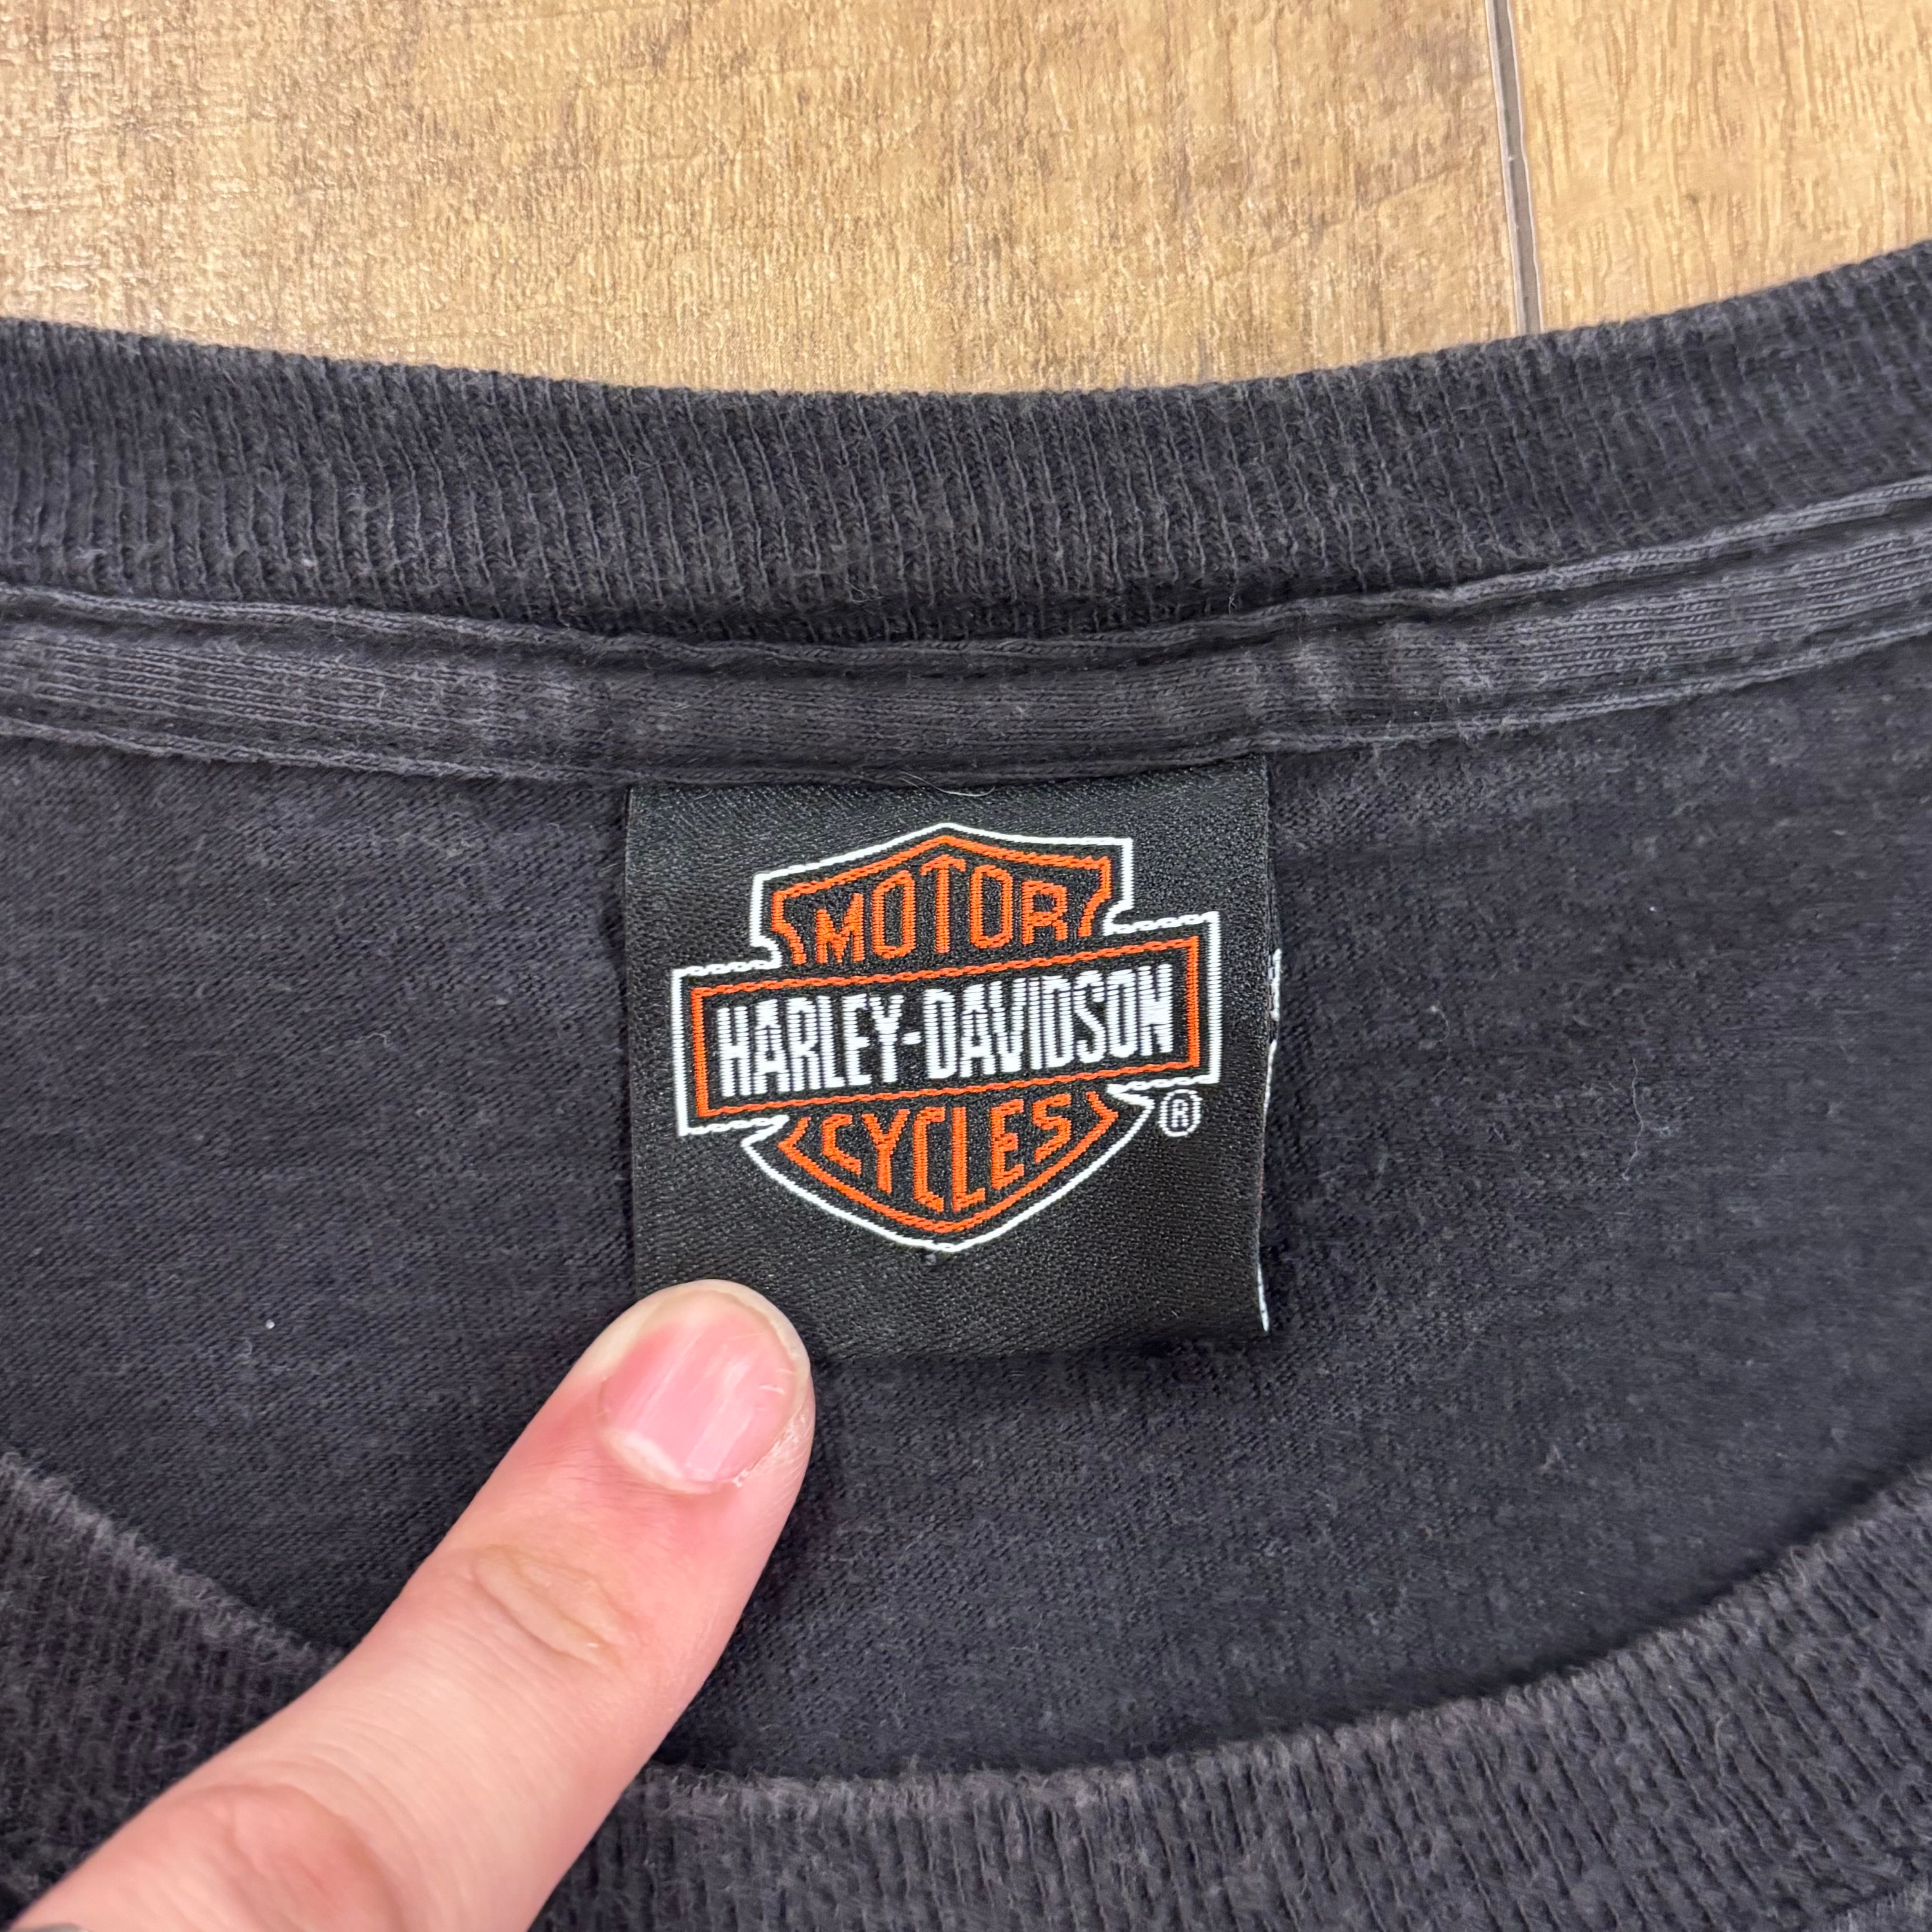 MOTOR
HARLEY-DAVIDSON
CYCLES
®